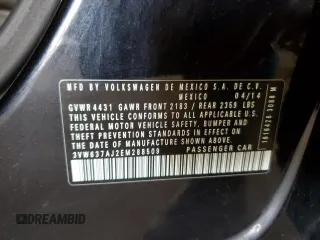 MFD BY VOLKSWAGEN DE MEXICO S.A. DE C.V.
MEXICO 04/14
GVWR 4431 GAWR FRONT 2183 / REAR 2359 LBS
THIS VEHICLE CONFORMS TO ALL APPLICABLE U.S.
FEDERAL MOTOR VEHICLE SAFETY, BUMPER, AND
THEFT PREVENTION STANDARDS IN EFFECT ON THE
DATE OF MANUFACTURE SHOWN ABOVE.
3VW637AJ2EM288509
PASSENGER CAR
© BIDAMBID